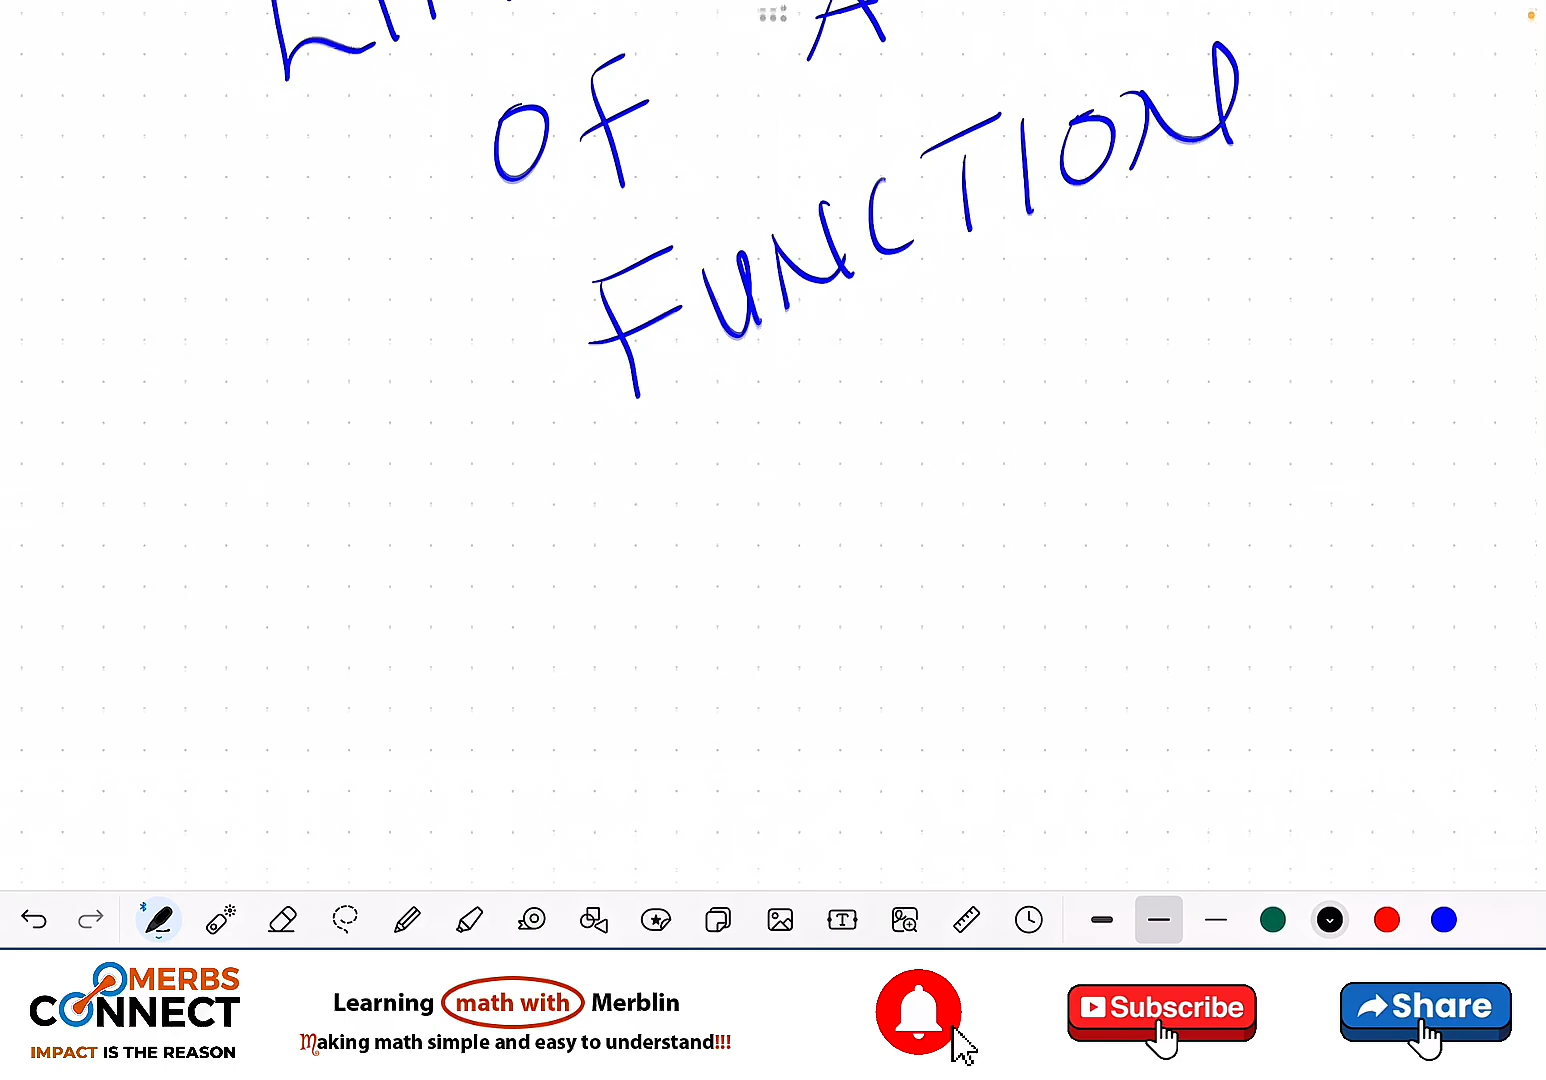 A
OF
FUNCTION
MERBS
CONNECT
IMPACT IS THE REASON
Learning math with Merblin
Making math simple and easy to understand!!!
Subscribe
Share